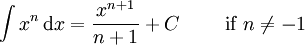 ∫ xⁿ dx = xⁿ⁺¹/(n + 1) + C if n ≠ −1